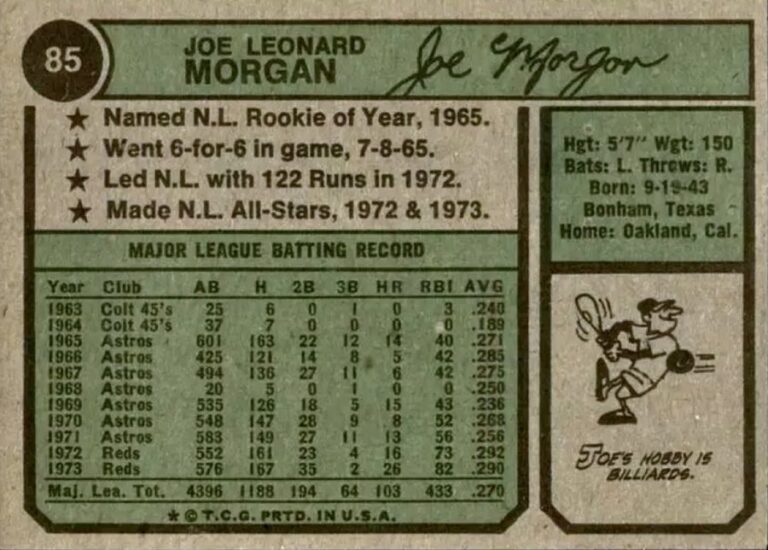 85
JOE LEONARD
MORGAN
Joe Morgan
★ Named N.L. Rookie of Year, 1965.
★ Went 6-for-6 in game, 7-8-65.
★ Led N.L. with 122 Runs in 1972.
★ Made N.L. All-Stars, 1972 & 1973.
Hgt: 5'7" Wgt: 150
Bats: L. Throws: R.
Born: 9-19-43
Bonham, Texas
Home: Oakland, Cal.
MAJOR LEAGUE BATTING RECORD
Year Club AB H 2B 3B HR RBI AVG
1963 Colt 45's 25 6 0 1 0 3 .240
1964 Colt 45's 37 7 0 0 0 0 .189
1965 Astros 601 163 22 12 14 40 .271
1966 Astros 425 121 14 8 5 42 .285
1967 Astros 494 136 27 11 6 42 .275
1968 Astros 20 5 0 1 0 0 .250
1969 Astros 535 126 18 5 15 43 .236
1970 Astros 548 147 28 9 8 52 .268
1971 Astros 583 149 27 11 13 56 .256
1972 Reds 552 161 23 4 16 73 .292
1973 Reds 576 167 35 2 26 82 .290
Maj. Lea. Tot. 4396 1188 194 64 103 433 .270
★ © T.C.G. PRTD. IN U.S.A.
JOE'S HOBBY IS
BILLIARDS.